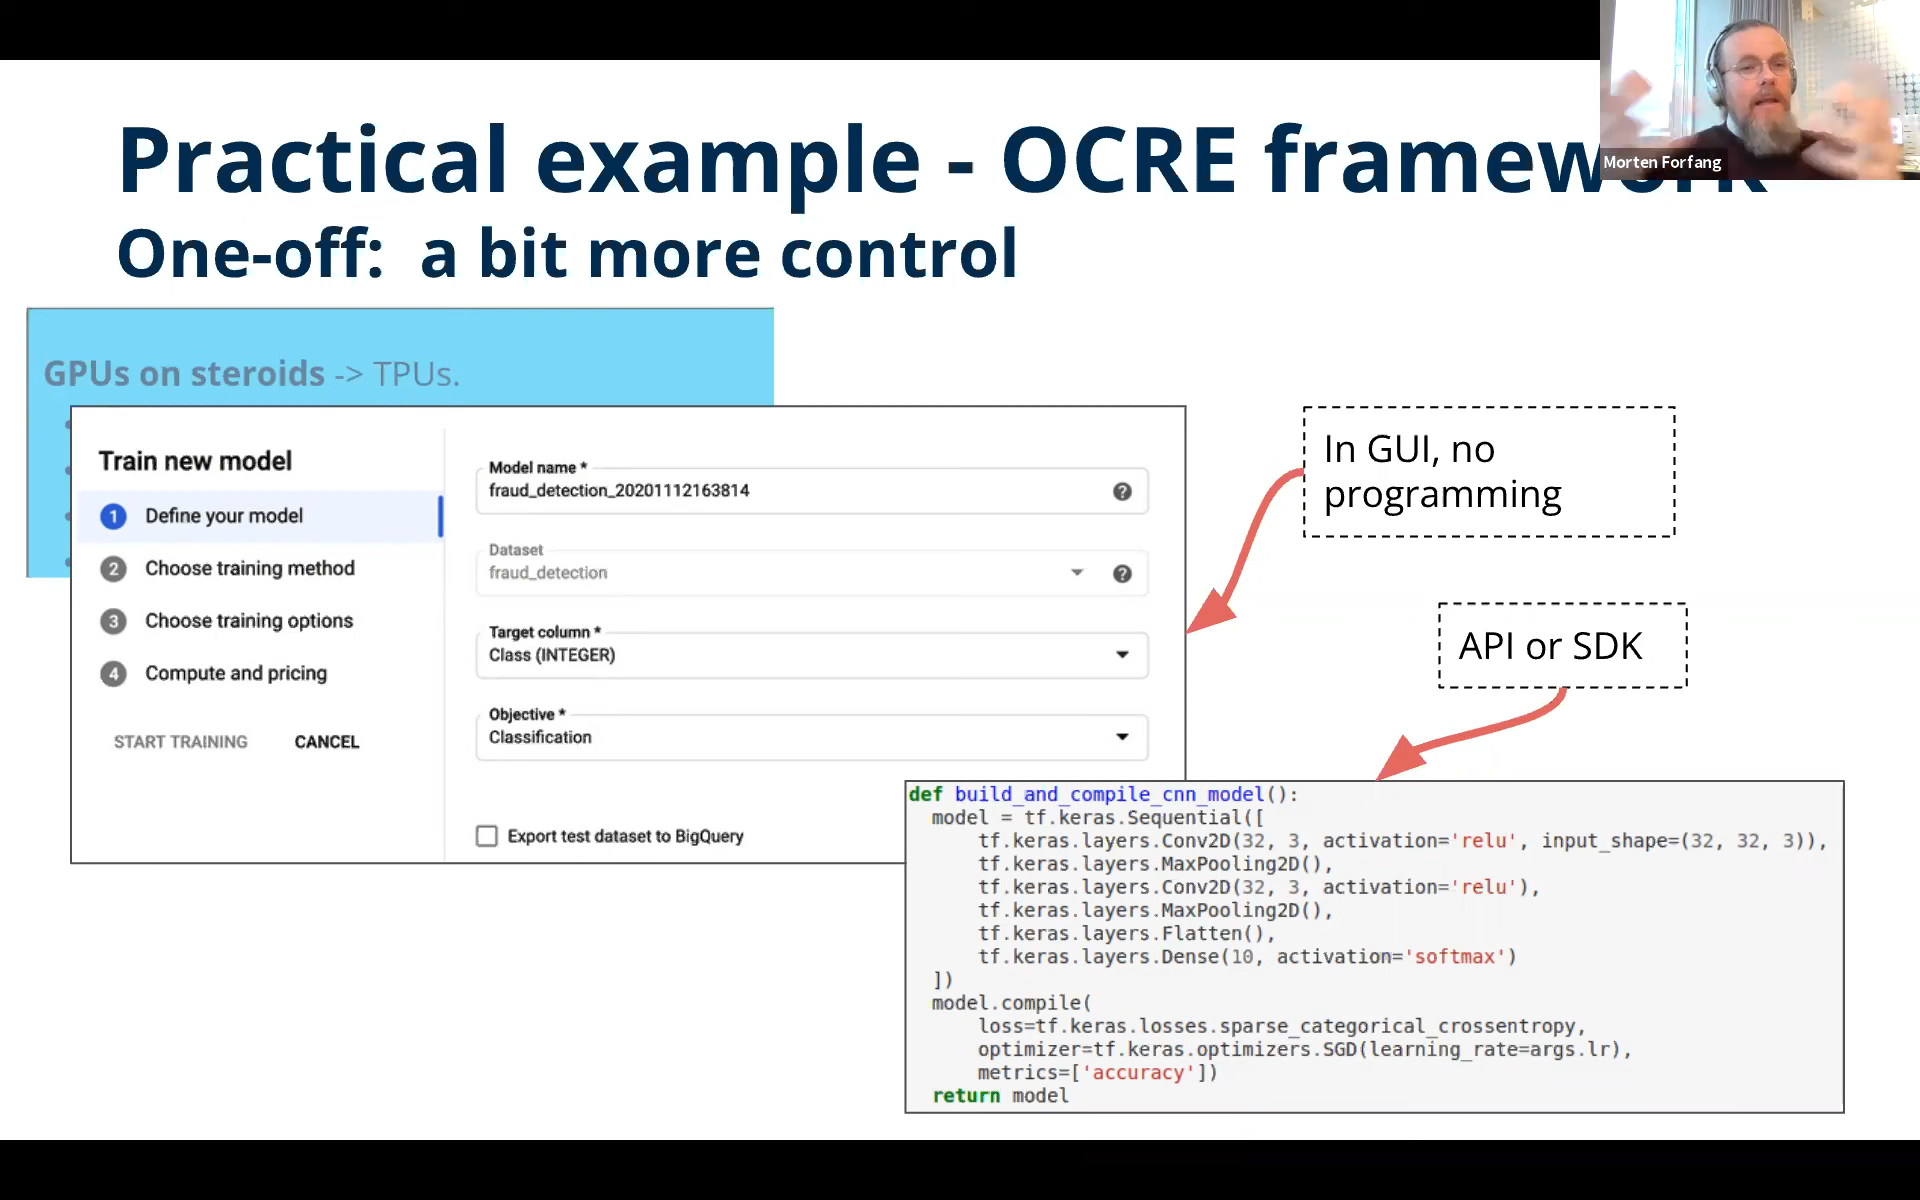 Practical example - OCRE framework
Morten Forfang
One-off:  a bit more control
GPUs on steroids -> TPUs.
Train new model
1 Define your model
2 Choose training method
3 Choose training options
4 Compute and pricing
START TRAINING CANCEL
Model name *
fraud_detection_20201112163814
Dataset
fraud_detection
Target column *
Class (INTEGER)
Objective *
Classification
Export test dataset to BigQuery
In GUI, no
programming
API or SDK
def build_and_compile_cnn_model():
  model = tf.keras.Sequential([
      tf.keras.layers.Conv2D(32, 3, activation='relu', input_shape=(32, 32, 3)),
      tf.keras.layers.MaxPooling2D(),
      tf.keras.layers.Conv2D(32, 3, activation='relu'),
      tf.keras.layers.MaxPooling2D(),
      tf.keras.layers.Flatten(),
      tf.keras.layers.Dense(10, activation='softmax')
  ])
  model.compile(
      loss=tf.keras.losses.sparse_categorical_crossentropy,
      optimizer=tf.keras.optimizers.SGD(learning_rate=args.lr),
      metrics=['accuracy'])
  return model